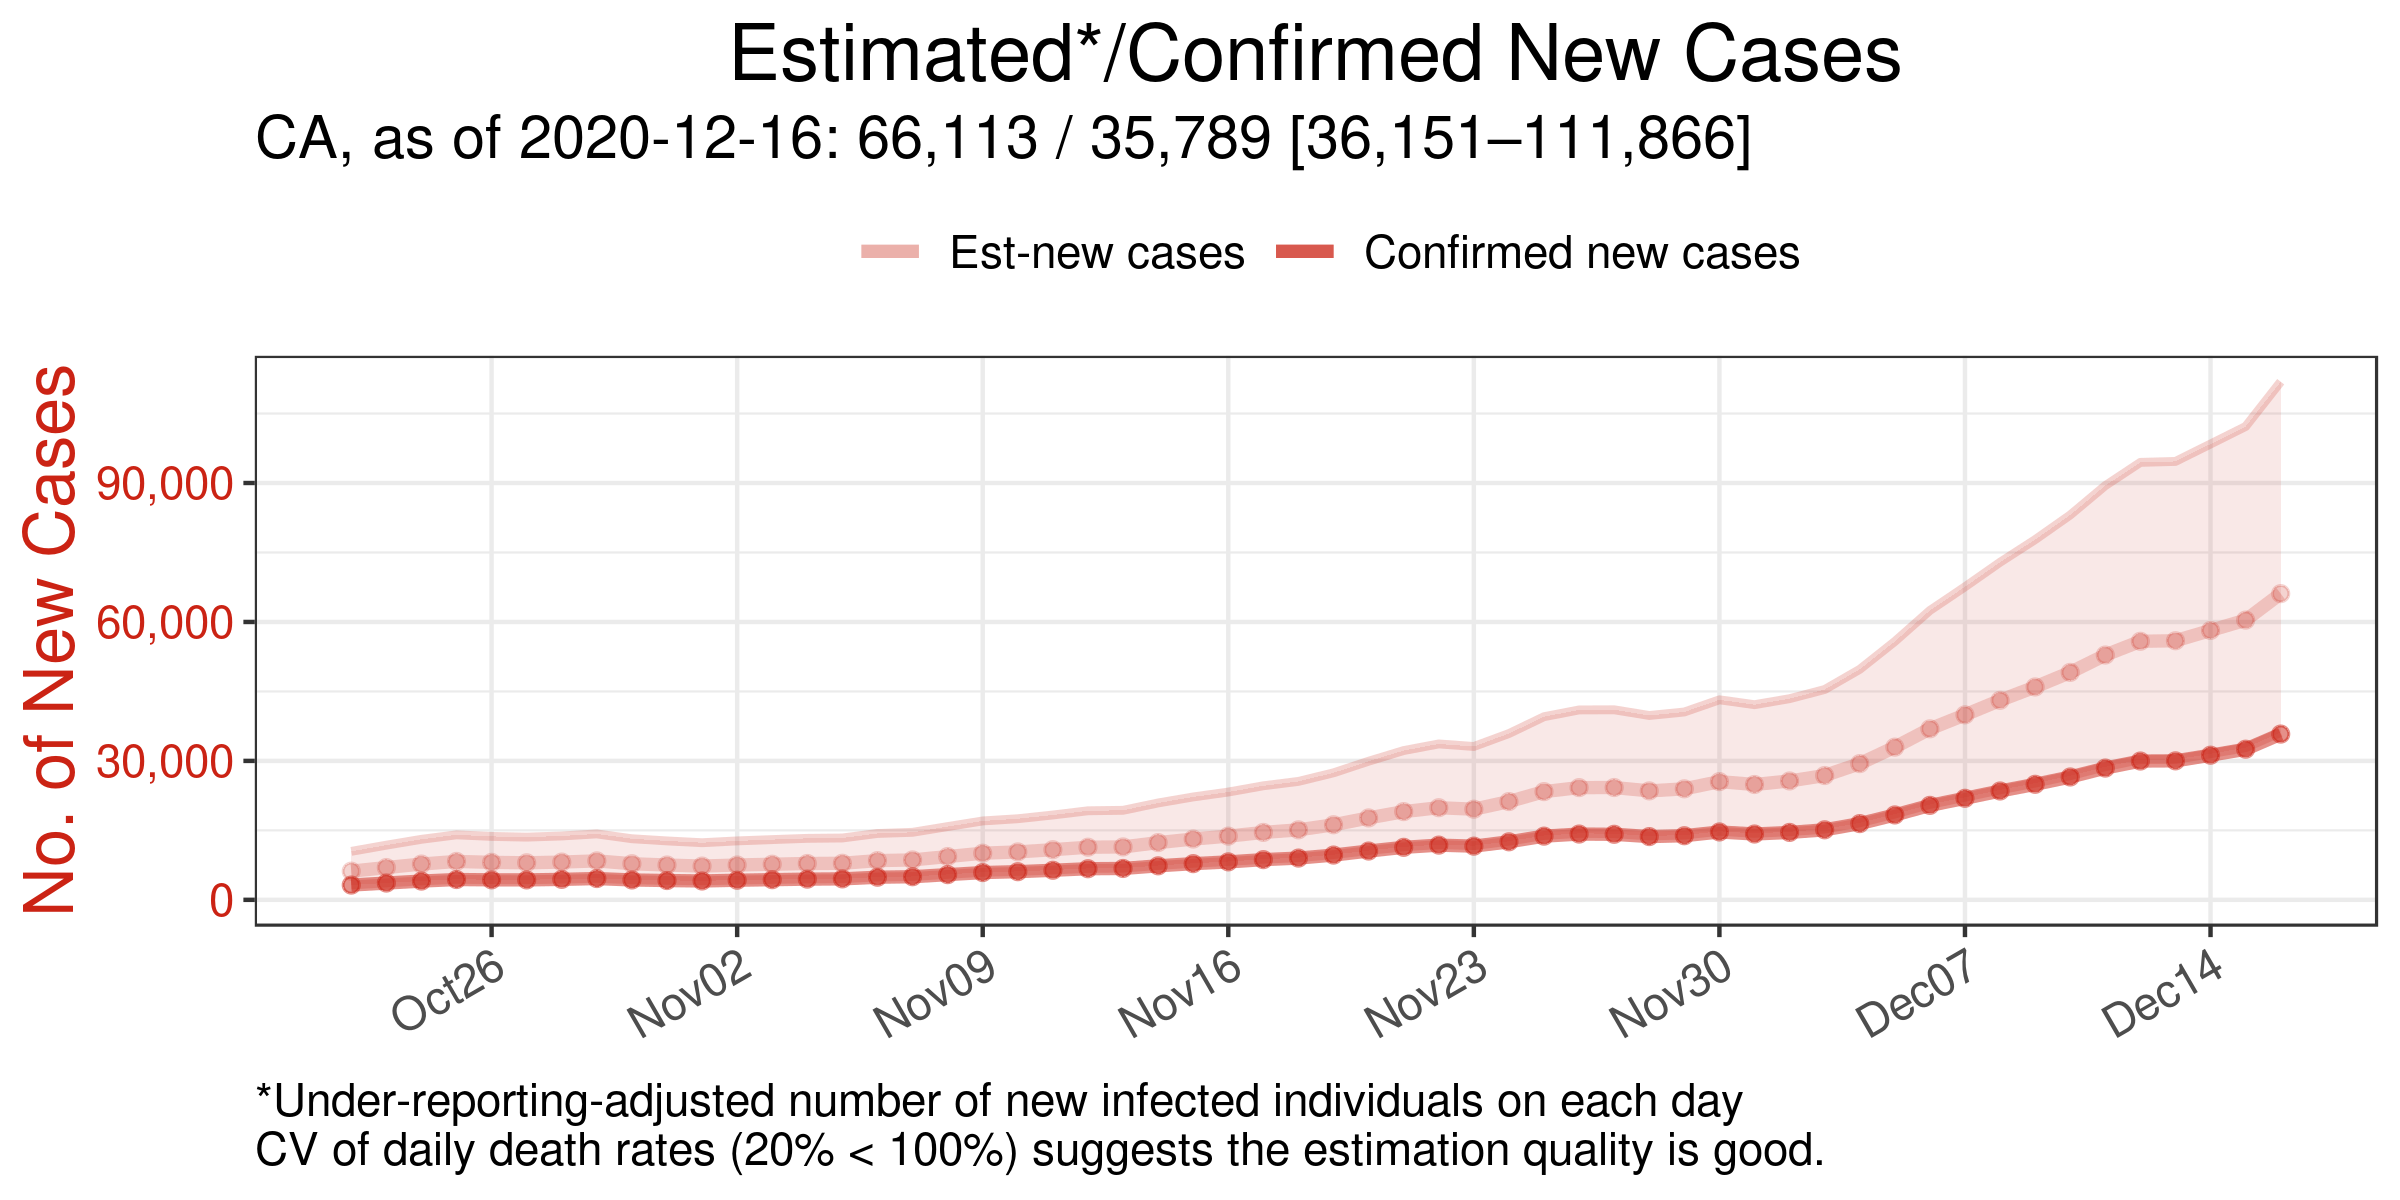 Estimated*/Confirmed New Cases
CA, as of 2020-12-16: 66,113 / 35,789 [36,151–111,866]
Est-new cases Confirmed new cases
No. of New Cases
90,000
60,000
30,000
0
Oct26 Nov02 Nov09 Nov16 Nov23 Nov30 Dec07 Dec14
*Under-reporting-adjusted number of new infected individuals on each day
CV of daily death rates (20% < 100%) suggests the estimation quality is good.